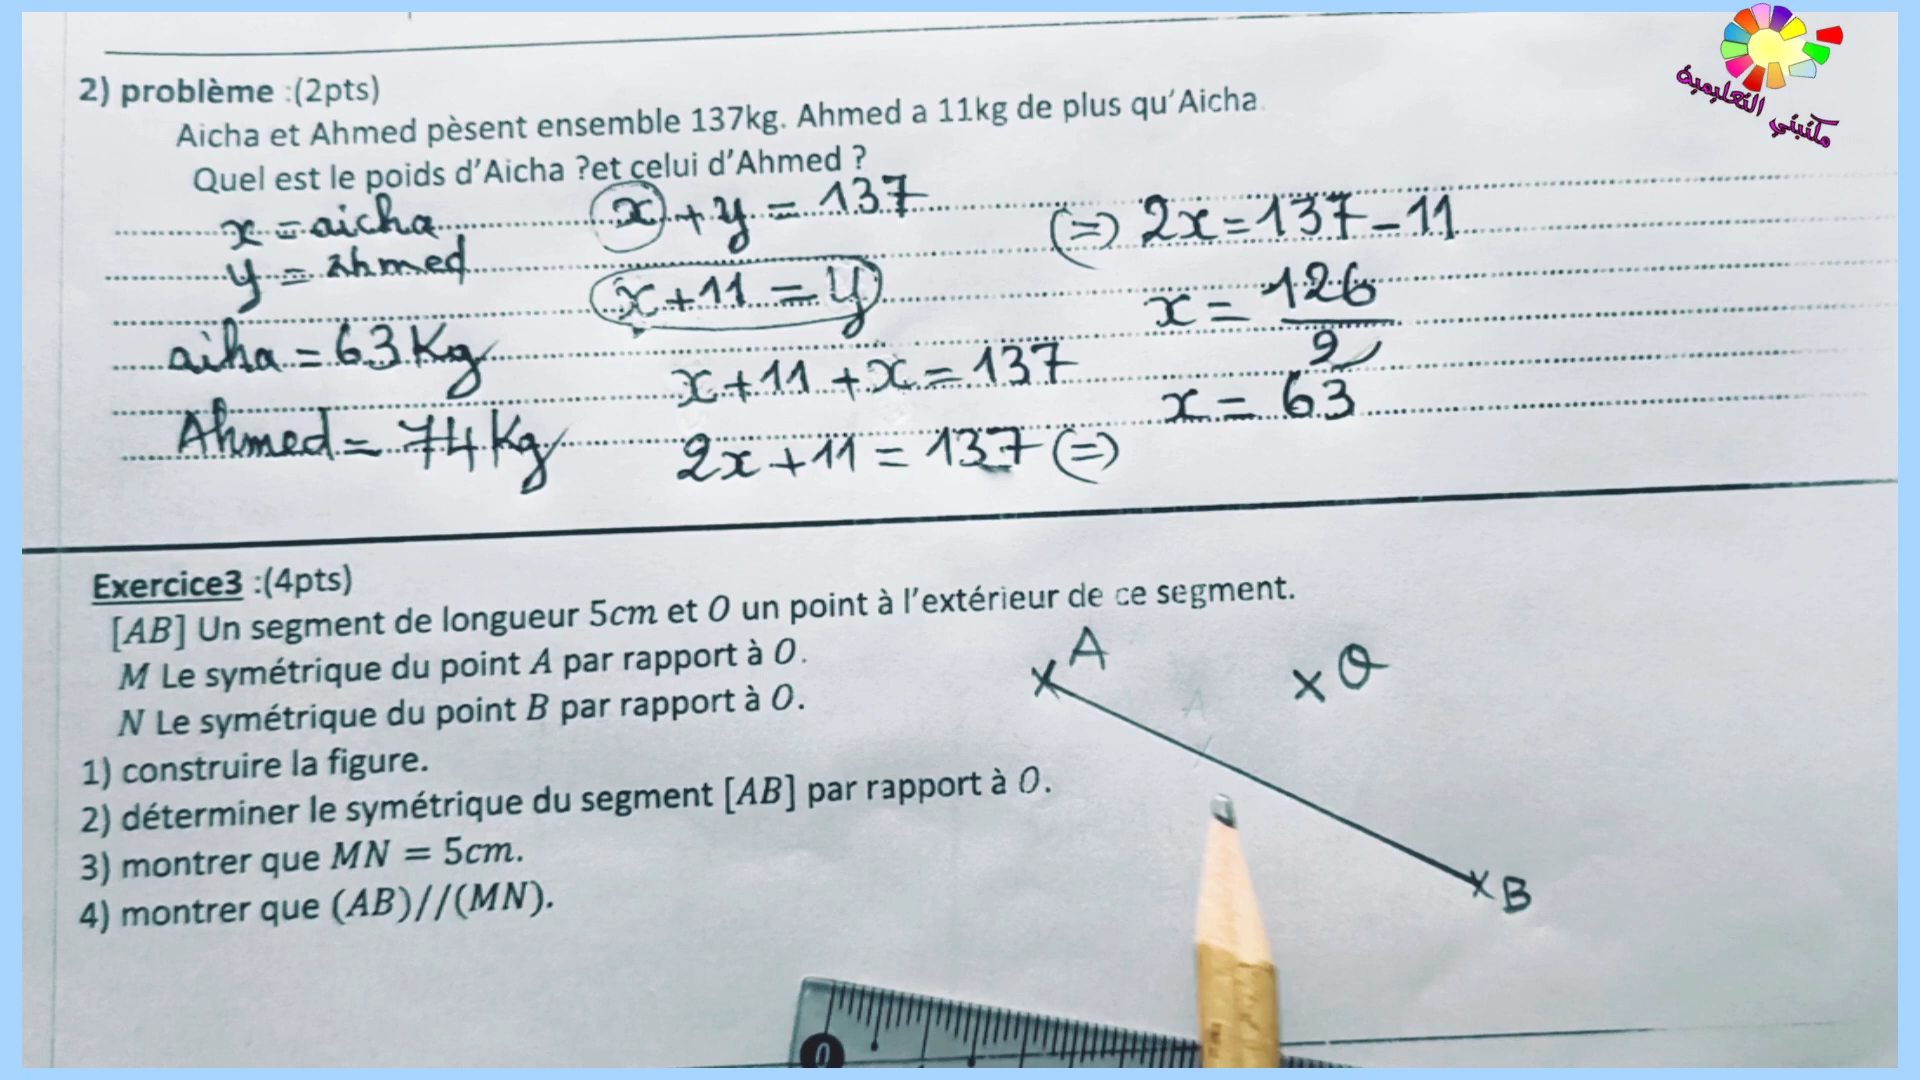 مكتبتي التعليمية
2) problème :(2pts)
Aicha et Ahmed pèsent ensemble 137kg. Ahmed a 11kg de plus qu'Aicha.
Quel est le poids d'Aicha ?et celui d'Ahmed ?
x = aicha
y = ahmed
aiha = 63 Kg
Ahmed = 74 Kg
x + y = 137
x + 11 = y
x + 11 + x = 137
2x + 11 = 137 (=)
(=) 2x = 137 - 11
x = 126
2
x = 63
Exercice3 :(4pts)
[AB] Un segment de longueur 5cm et O un point à l'extérieur de ce segment.
M Le symétrique du point A par rapport à O.
N Le symétrique du point B par rapport à O.
1) construire la figure.
2) déterminer le symétrique du segment [AB] par rapport à O.
3) montrer que MN = 5cm.
4) montrer que (AB)//(MN).
A
O
B
0